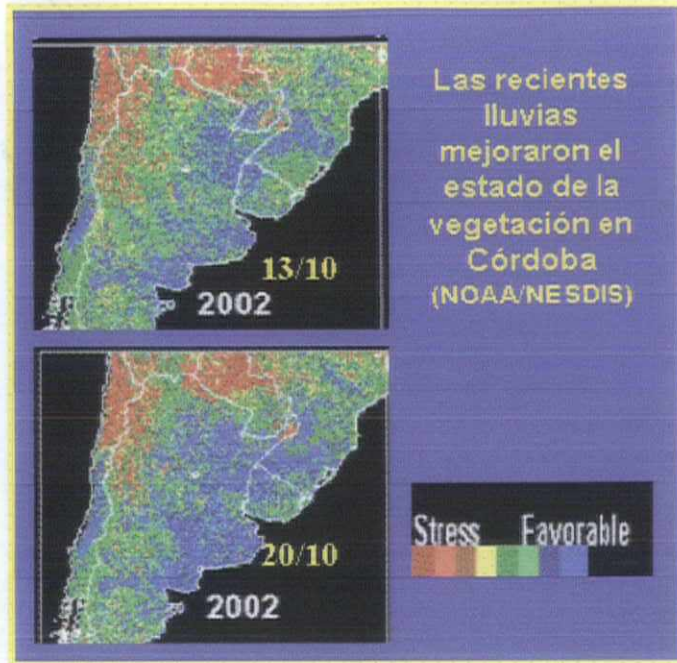 Las recientes
lluvias
mejoraron el
estado de la
vegetación en
Córdoba
(NOAA/NESDIS)
13/10
2002
20/10
2002
Stress Favorable